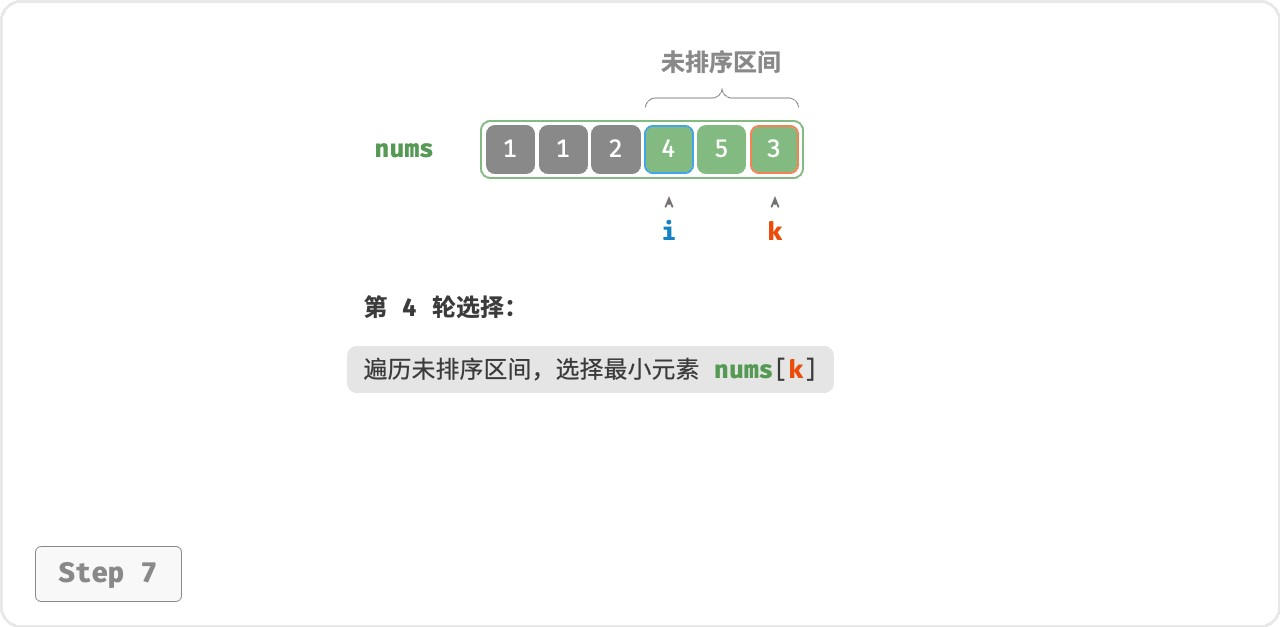 未排序区间
nums 1 1 2 4 5 3
i k
第 4 轮选择：
遍历未排序区间，选择最小元素 nums[k]
Step 7